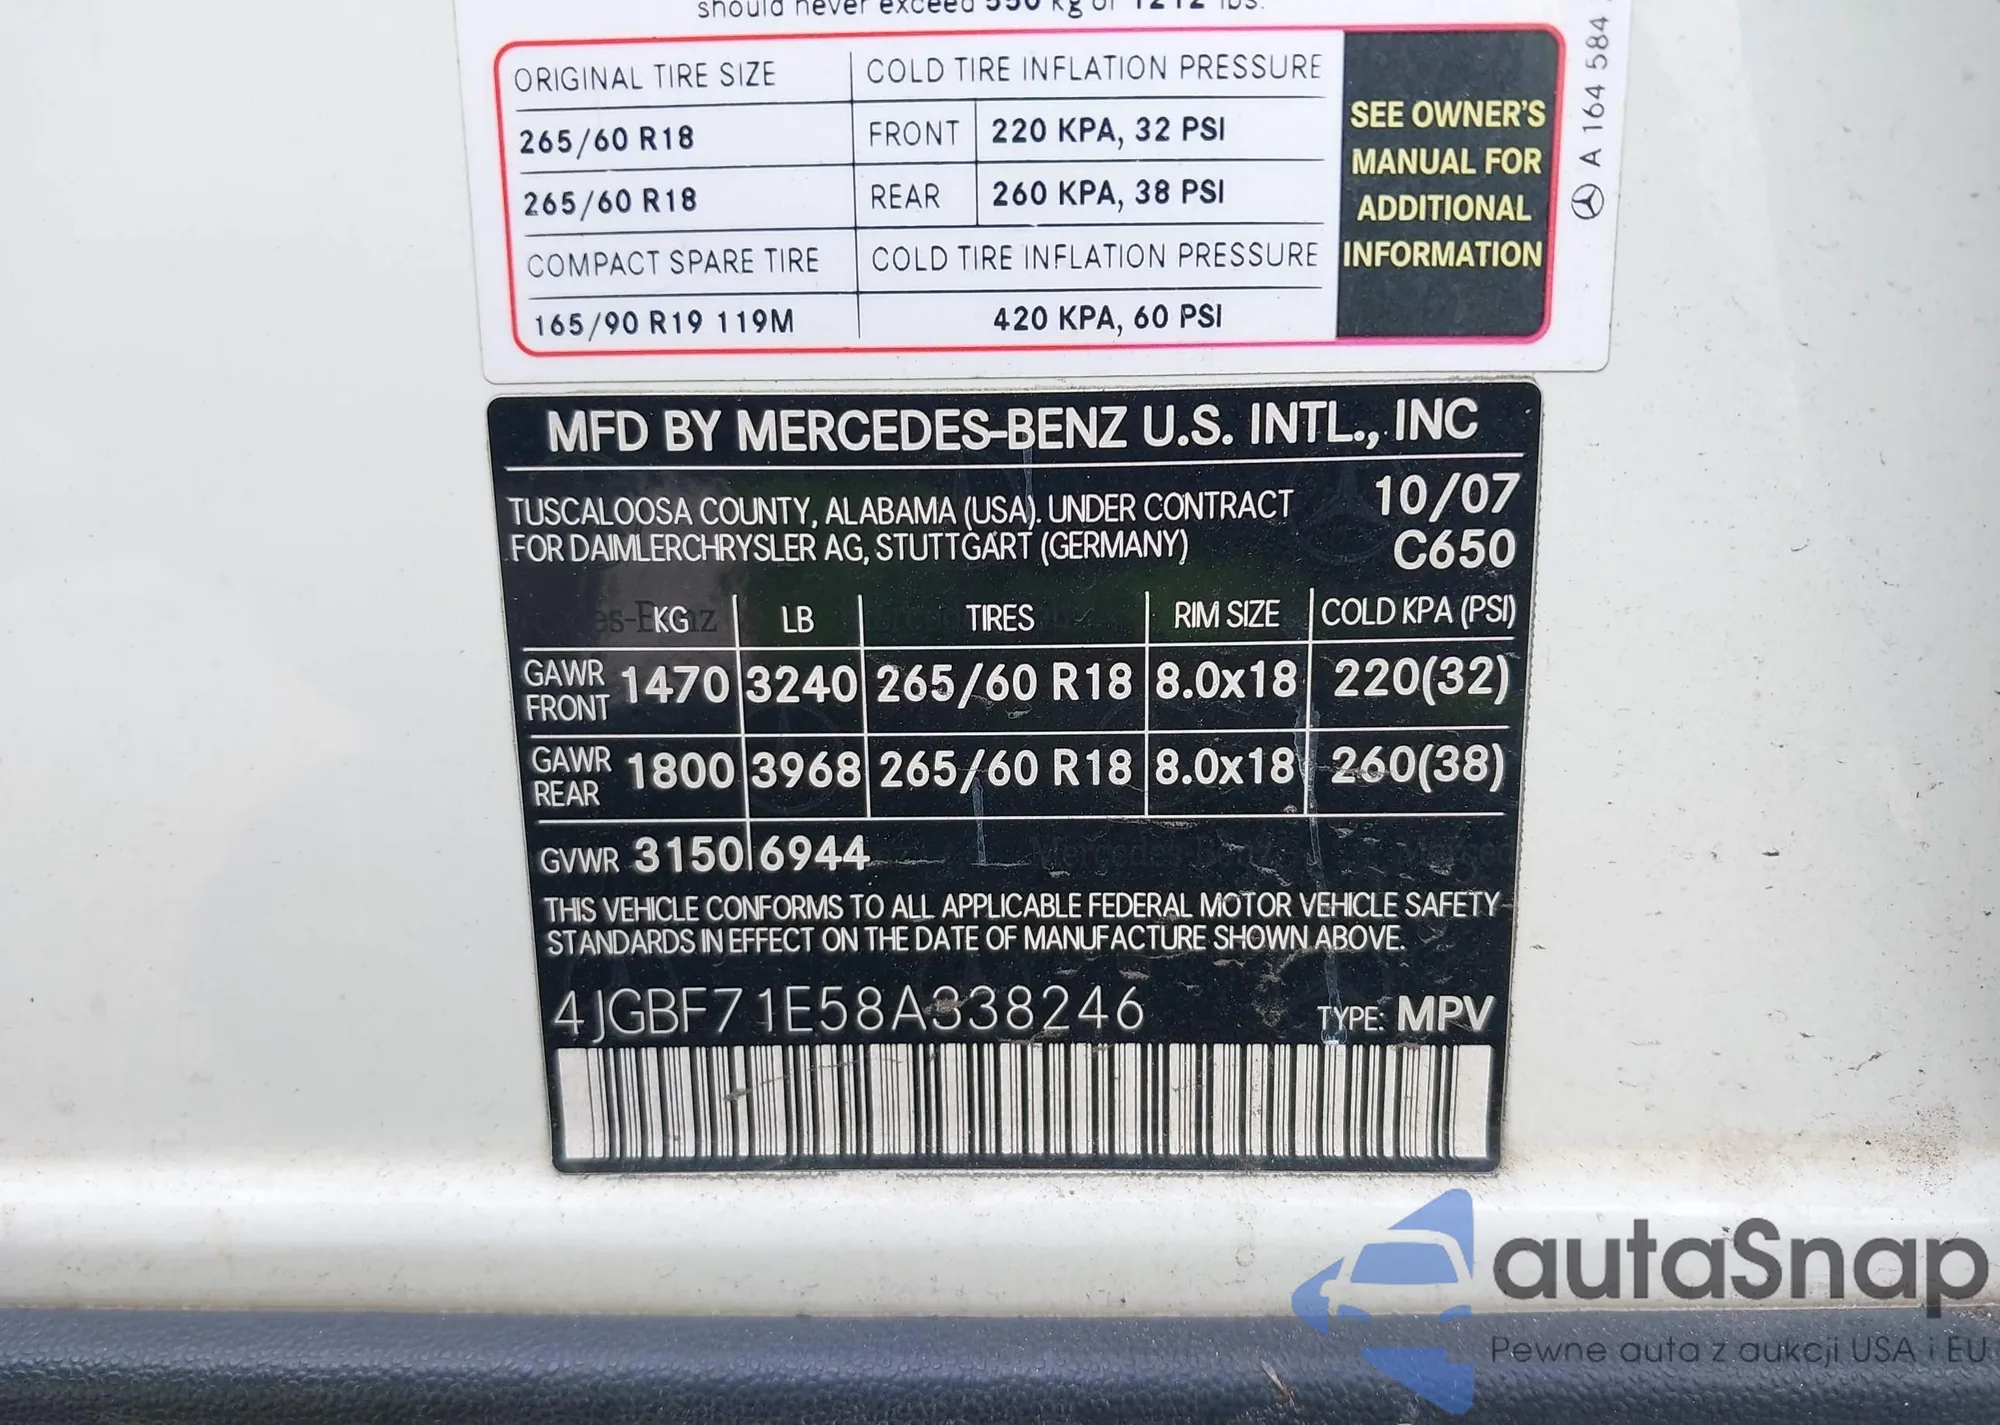 should never exceed 550 kg or 1212 lbs.
ORIGINAL TIRE SIZE COLD TIRE INFLATION PRESSURE
265/60 R18 FRONT 220 KPA, 32 PSI
265/60 R18 REAR 260 KPA, 38 PSI
COMPACT SPARE TIRE COLD TIRE INFLATION PRESSURE
165/90 R19 119M 420 KPA, 60 PSI
SEE OWNER'S
MANUAL FOR
ADDITIONAL
INFORMATION
A 164 584
MFD BY MERCEDES-BENZ U.S. INTL., INC
TUSCALOOSA COUNTY, ALABAMA (USA). UNDER CONTRACT 10/07
FOR DAIMLERCHRYSLER AG, STUTTGART (GERMANY) C650
KG LB TIRES RIM SIZE COLD KPA (PSI)
GAWR FRONT 1470 3240 265/60 R18 8.0x18 220(32)
GAWR REAR 1800 3968 265/60 R18 8.0x18 260(38)
GVWR 3150 6944
THIS VEHICLE CONFORMS TO ALL APPLICABLE FEDERAL MOTOR VEHICLE SAFETY
STANDARDS IN EFFECT ON THE DATE OF MANUFACTURE SHOWN ABOVE.
4JGBF71E58A338246 TYPE: MPV
autaSnap
Pewne auta z aukcji USA i EU